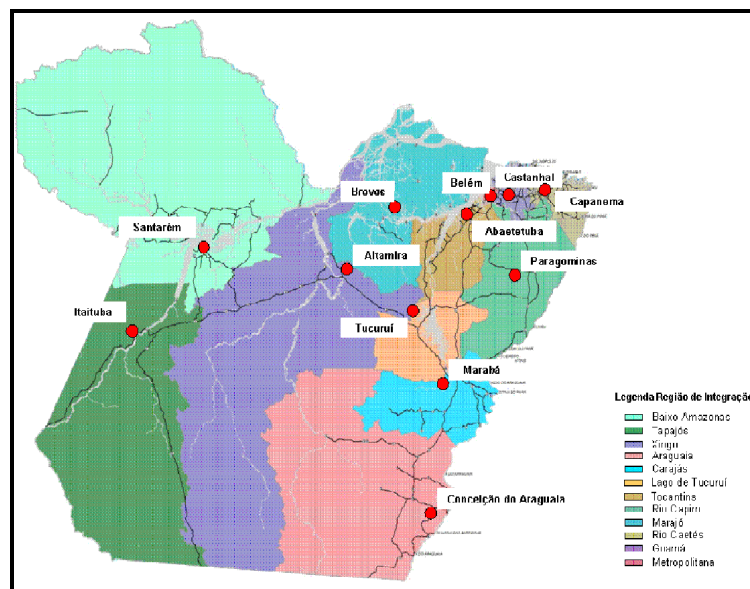 Breves
Belém
Castanhal
Capanema
Abaetetuba
Santarém
Altamira
Paragominas
Itaituba
Tucuruí
Marabá
Conceição do Araguaia
Legenda Região de Integração
Baixo Amazonas
Tapajós
Xingu
Araguaia
Carajás
Lago de Tucuruí
Tocantins
Rio Capim
Marajó
Rio Caetés
Guamá
Metropolitana